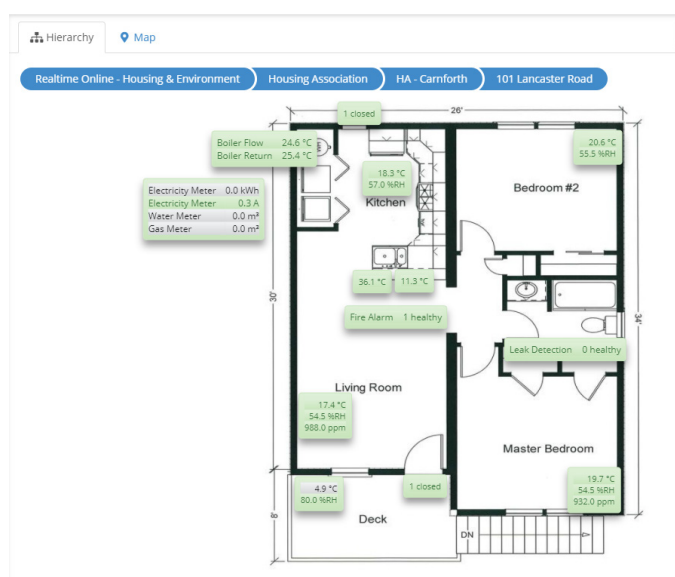 Hierarchy
Map
Realtime Online - Housing & Environment
Housing Association
HA - Carnforth
101 Lancaster Road
26'
1 closed
Boiler Flow 24.6 °C
Boiler Return 25.4 °C
20.6 °C
55.5 %RH
18.3 °C
57.0 %RH
Kitchen
Bedroom #2
Electricity Meter 0.0 kWh
Electricity Meter 0.3 A
Water Meter 0.0 m³
Gas Meter 0.0 m³
36.1 °C
11.3 °C
30'
34'
Fire Alarm 1 healthy
Leak Detection 0 healthy
Living Room
17.4 °C
54.5 %RH
988.0 ppm
Master Bedroom
19.7 °C
54.5 %RH
932.0 ppm
4.9 °C
80.0 %RH
1 closed
8'
Deck
DN